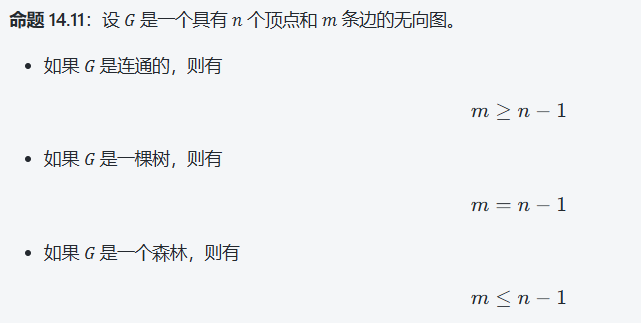 命题 14.11：设 G 是一个具有 n 个顶点和 m 条边的无向图。
• 如果 G 是连通的，则有
m ≥ n − 1
• 如果 G 是一棵树，则有
m = n − 1
• 如果 G 是一个森林，则有
m ≤ n − 1